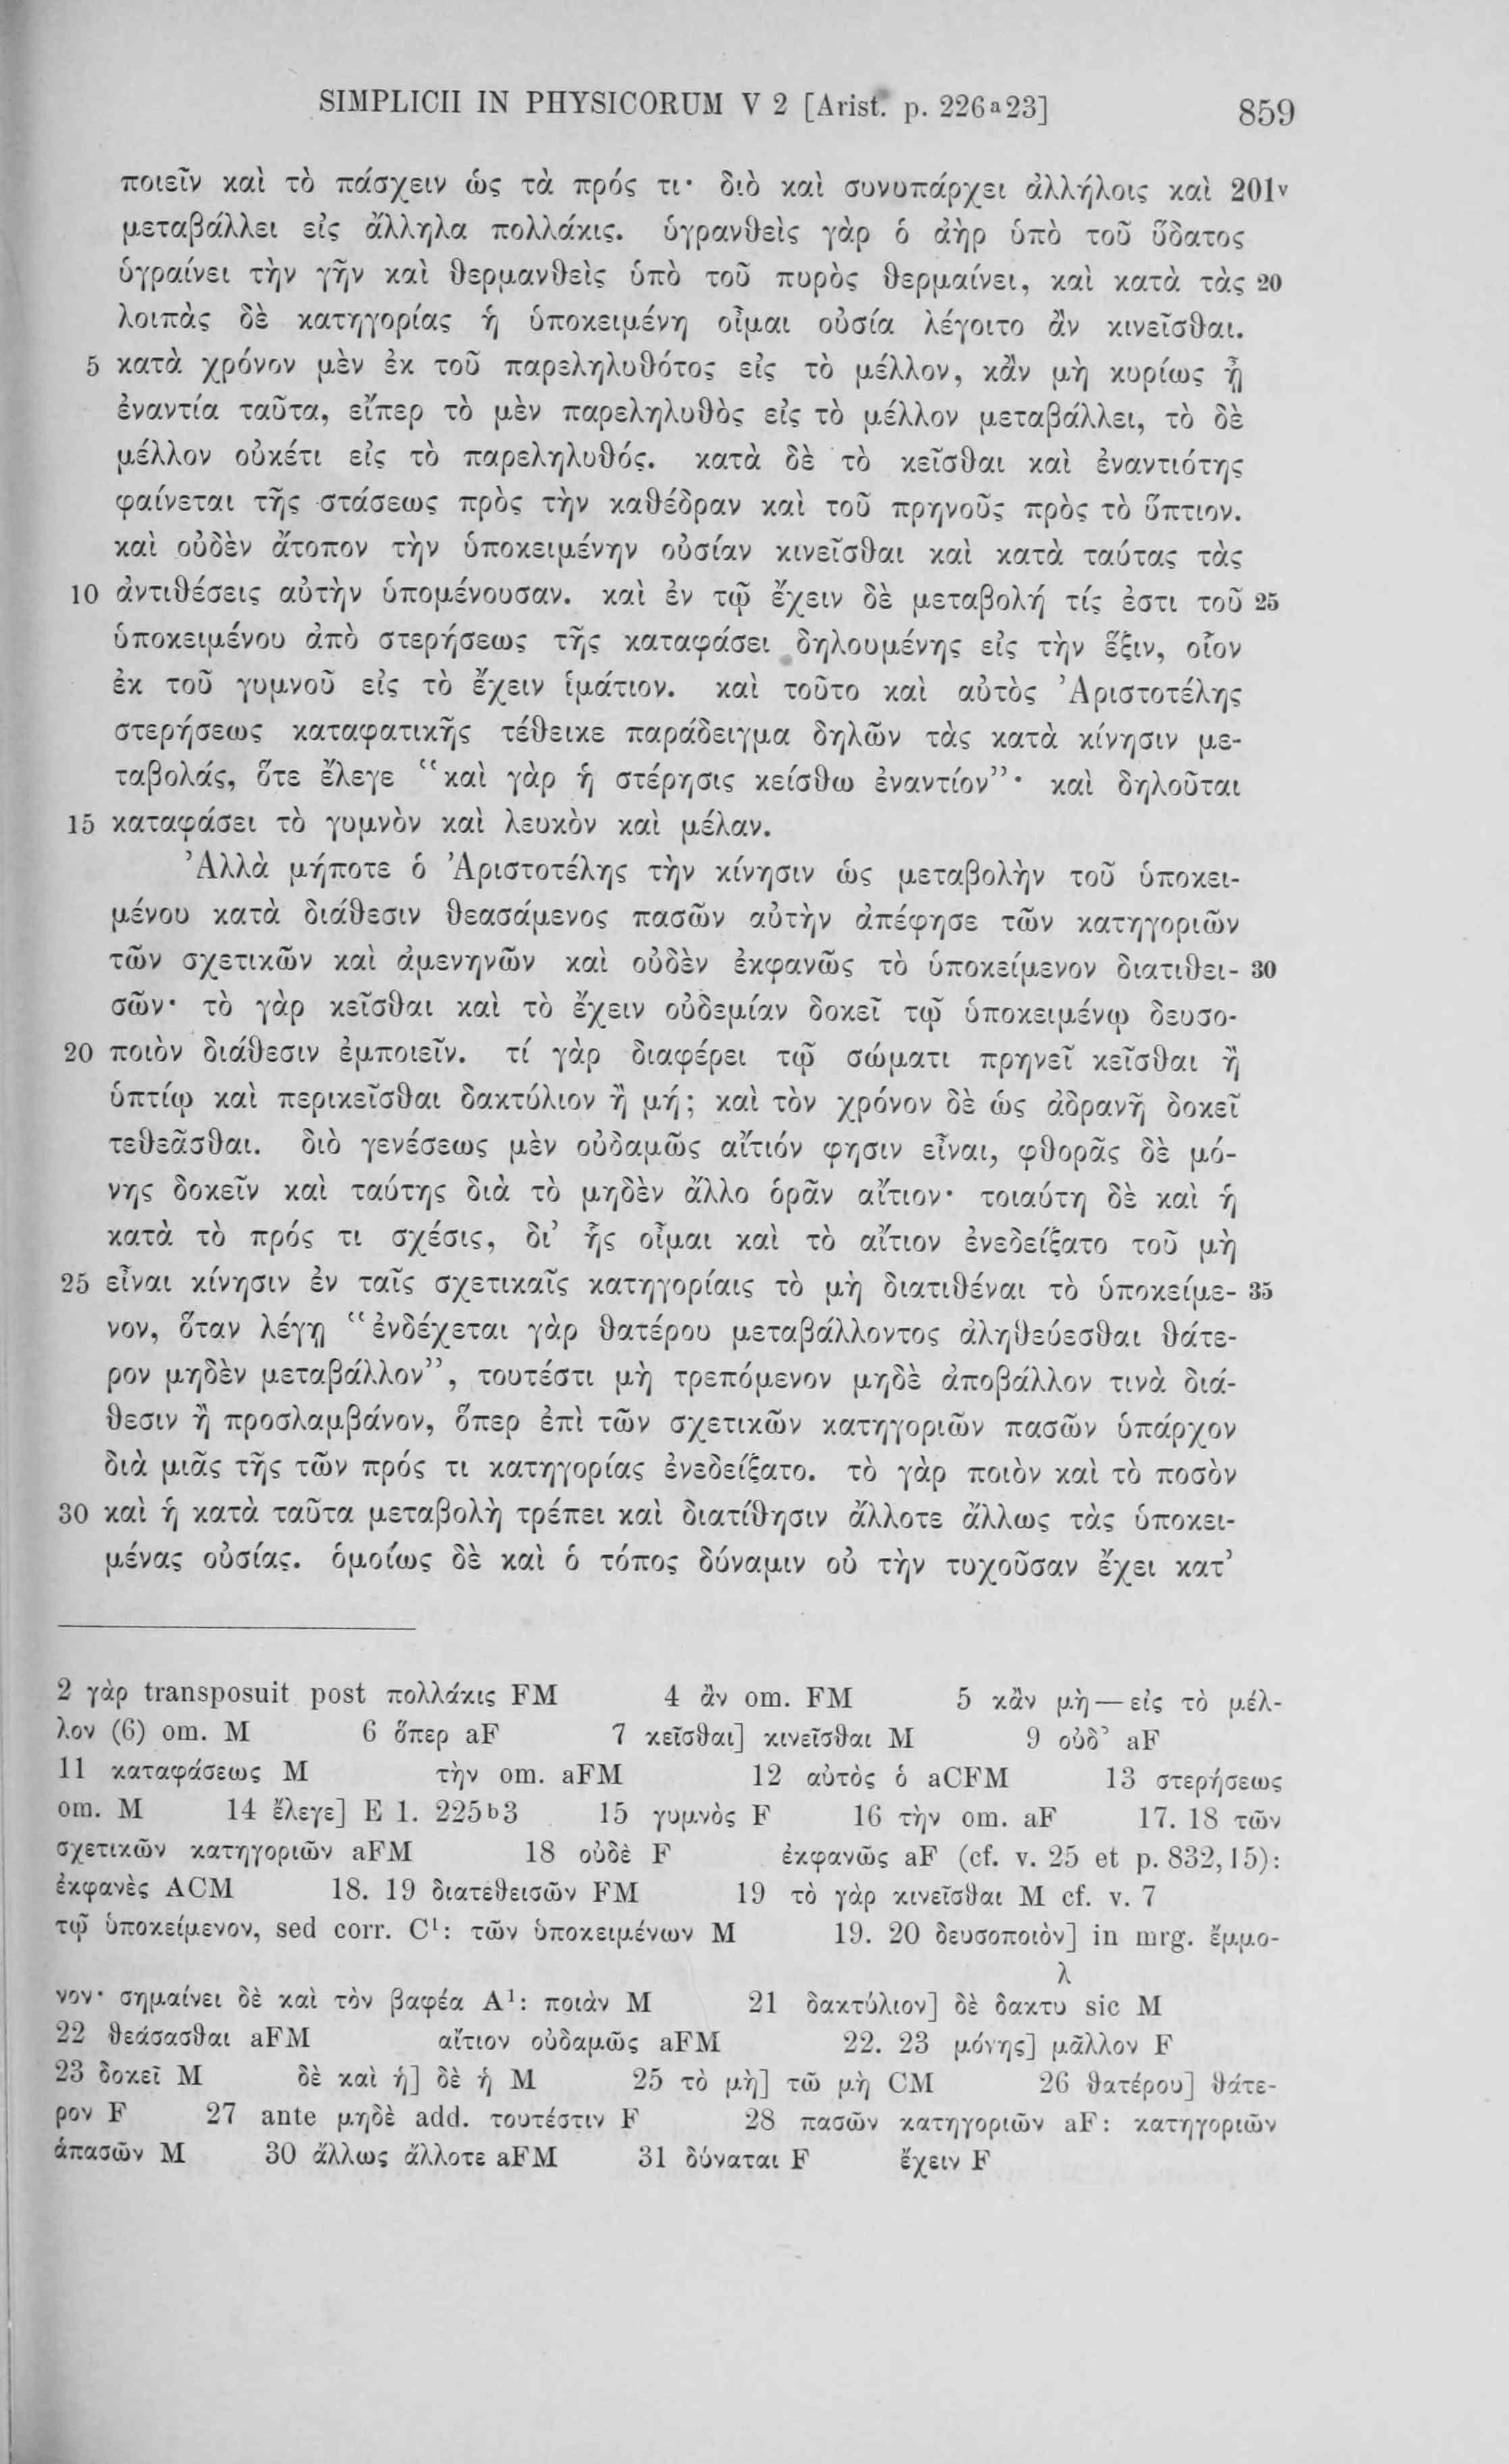 SIMPLICII IN PHYSICORUM V 2 [Arist. p. 226a23] 859
ποιεῖν καὶ τὸ πάσχειν ὡς τὰ πρός τι· διὸ καὶ συνυπάρχει ἀλλήλοις καὶ 201v
μεταβάλλει εἰς ἄλληλα πολλάκις. ὑγρανθεὶς γὰρ ὁ ἀὴρ ὑπὸ τοῦ ὕδατος
ὑγραίνει τὴν γῆν καὶ θερμανθεὶς ὑπὸ τοῦ πυρὸς θερμαίνει, καὶ κατὰ τὰς 20
λοιπὰς δὲ κατηγορίας ἡ ὑποκειμένη οἶμαι οὐσία λέγοιτο ἂν κινεῖσθαι.
5 κατὰ χρόνον μὲν ἐκ τοῦ παρεληλυθότος εἰς τὸ μέλλον, κἂν μὴ κυρίως ᾖ
ἐναντία ταῦτα, εἴπερ τὸ μὲν παρεληλυθὸς εἰς τὸ μέλλον μεταβάλλει, τὸ δὲ
μέλλον οὐκέτι εἰς τὸ παρεληλυθός. κατὰ δὲ τὸ κεῖσθαι καὶ ἐναντιότης
φαίνεται τῆς στάσεως πρὸς τὴν καθέδραν καὶ τοῦ πρηνοῦς πρὸς τὸ ὕπτιον.
καὶ οὐδὲν ἄτοπον τὴν ὑποκειμένην οὐσίαν κινεῖσθαι καὶ κατὰ ταύτας τὰς
10 ἀντιθέσεις αὐτὴν ὑπομένουσαν. καὶ ἐν τῷ ἔχειν δὲ μεταβολή τίς ἐστι τοῦ 25
ὑποκειμένου ἀπὸ στερήσεως τῆς καταφάσει δηλουμένης εἰς τὴν ἕξιν, οἷον
ἐκ τοῦ γυμνοῦ εἰς τὸ ἔχειν ἱμάτιον. καὶ τοῦτο καὶ αὐτὸς Ἀριστοτέλης
στερήσεως καταφατικῆς τέθεικε παράδειγμα δηλῶν τὰς κατὰ κίνησιν με-
ταβολάς, ὅτε ἔλεγε “καὶ γὰρ ἡ στέρησις κείσθω ἐναντίον”· καὶ δηλοῦται
15 καταφάσει τὸ γυμνὸν καὶ λευκὸν καὶ μέλαν.
Ἀλλὰ μήποτε ὁ Ἀριστοτέλης τὴν κίνησιν ὡς μεταβολὴν τοῦ ὑποκει-
μένου κατὰ διάθεσιν θεασάμενος πασῶν αὐτὴν ἀπέφησε τῶν κατηγοριῶν
τῶν σχετικῶν καὶ ἀμενηνῶν καὶ οὐδὲν ἐκφανῶς τὸ ὑποκείμενον διατιθει- 30
σῶν· τὸ γὰρ κεῖσθαι καὶ τὸ ἔχειν οὐδεμίαν δοκεῖ τῷ ὑποκειμένῳ δευσο-
20 ποιὸν διάθεσιν ἐμποιεῖν. τί γὰρ διαφέρει τῷ σώματι πρηνεῖ κεῖσθαι ἢ
ὑπτίῳ καὶ περικεῖσθαι δακτύλιον ἢ μή; καὶ τὸν χρόνον δὲ ὡς ἀδρανῆ δοκεῖ
τεθεᾶσθαι. διὸ γενέσεως μὲν οὐδαμῶς αἴτιόν φησιν εἶναι, φθορᾶς δὲ μό-
νης δοκεῖν καὶ ταύτης διὰ τὸ μηδὲν ἄλλο ὁρᾶν αἴτιον· τοιαύτη δὲ καὶ ἡ
κατὰ τὸ πρός τι σχέσις, δι’ ἧς οἶμαι καὶ τὸ αἴτιον ἐνεδείξατο τοῦ μὴ
25 εἶναι κίνησιν ἐν ταῖς σχετικαῖς κατηγορίαις τὸ μὴ διατιθέναι τὸ ὑποκείμε- 35
νον, ὅταν λέγῃ “ἐνδέχεται γὰρ θατέρου μεταβάλλοντος ἀληθεύεσθαι θάτε-
ρον μηδὲν μεταβάλλον”, τουτέστι μὴ τρεπόμενον μηδὲ ἀποβάλλον τινὰ διά-
θεσιν ἢ προσλαμβάνον, ὅπερ ἐπὶ τῶν σχετικῶν κατηγοριῶν πασῶν ὑπάρχον
διὰ μιᾶς τῆς τῶν πρός τι κατηγορίας ἐνεδείξατο. τὸ γὰρ ποιὸν καὶ τὸ ποσὸν
30 καὶ ἡ κατὰ ταῦτα μεταβολὴ τρέπει καὶ διατίθησιν ἄλλοτε ἄλλως τὰς ὑποκει-
μένας οὐσίας. ὁμοίως δὲ καὶ ὁ τόπος δύναμιν οὐ τὴν τυχοῦσαν ἔχει κατ’
2 γὰρ transposuit post πολλάκις FM 4 ἂν om. FM 5 κἂν μὴ — εἰς τὸ μέλ-
λον (6) om. M 6 ὅπερ aF 7 κεῖσθαι] κινεῖσθαι M 9 οὐδ’ aF
11 καταφάσεως M τὴν om. aFM 12 αὐτὸς ὁ aCFM 13 στερήσεως
om. M 14 ἔλεγε] E 1. 225b3 15 γυμνὸς F 16 τὴν om. aF 17. 18 τῶν
σχετικῶν κατηγοριῶν aFM 18 οὐδὲ F ἐκφανῶς aF (cf. v. 25 et p. 832,15):
ἐκφανὲς ACM 18. 19 διατεθεισῶν FM 19 τὸ γὰρ κινεῖσθαι M cf. v. 7
τῷ ὑποκείμενον, sed corr. C1: τῶν ὑποκειμένων M 19. 20 δευσοποιὸν] in mrg. ἔμμο-
λ
νον· σημαίνει δὲ καὶ τὸν βαφέα A1: ποιὰν M 21 δακτύλιον] δὲ δακτυ sic M
22 θεάσασθαι aFM αἴτιον οὐδαμῶς aFM 22. 23 μόνης] μᾶλλον F
23 δοκεῖ M δὲ καὶ ἡ] δὲ ἡ M 25 τὸ μὴ] τῶ μὴ CM 26 θατέρου] θάτε-
ρον F 27 ante μηδὲ add. τουτέστιν F 28 πασῶν κατηγοριῶν aF: κατηγοριῶν
ἁπασῶν M 30 ἄλλως ἄλλοτε aFM 31 δύναται F ἔχειν F